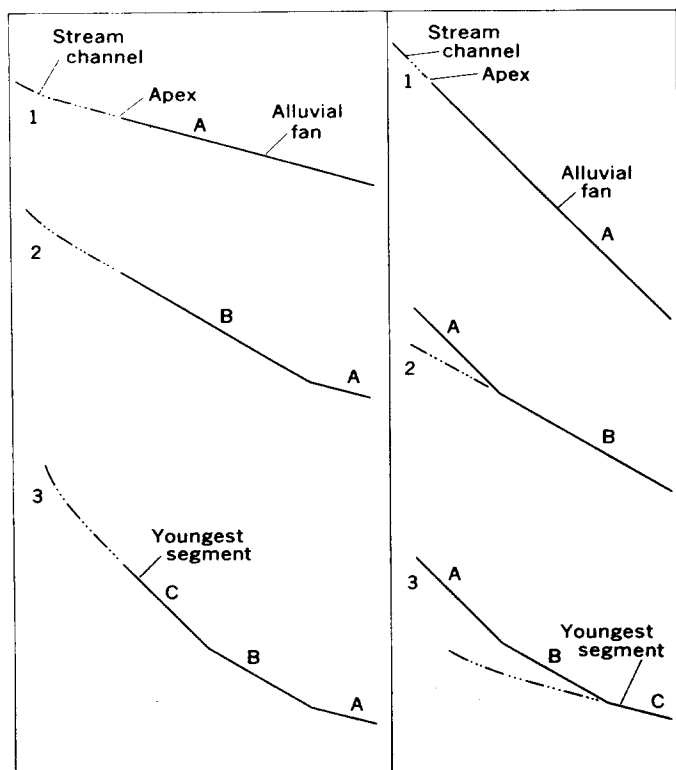 Stream
channel
Apex
Alluvial
fan
A
1
2
B
A
3
Youngest
segment
C
B
A
Stream
channel
Apex
1
Alluvial
fan
A
A
2
B
3
A
Youngest
segment
B
C